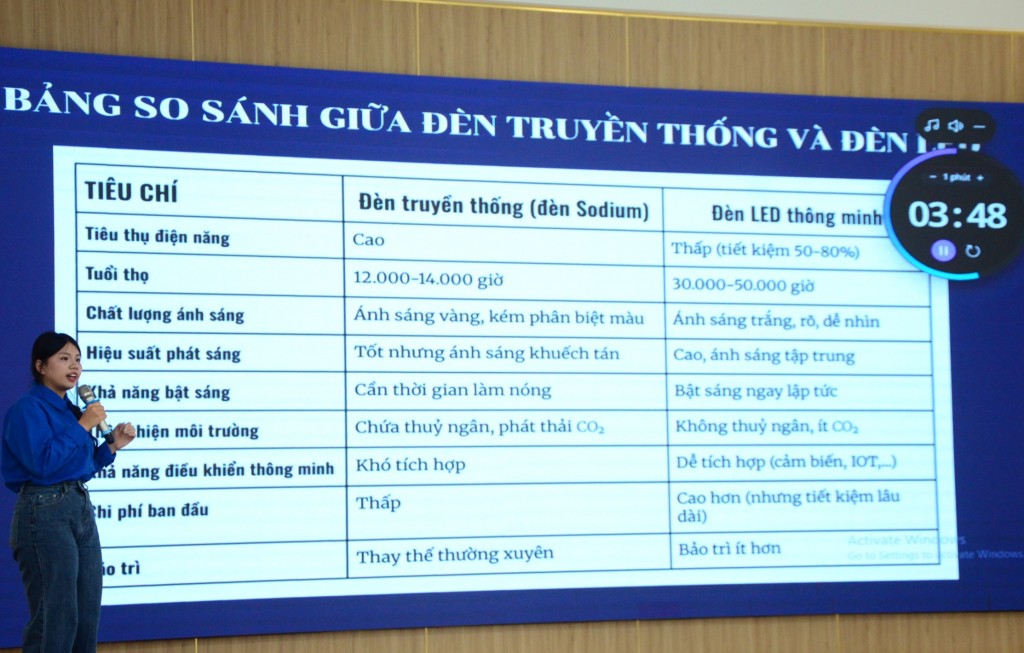 BẢNG SO SÁNH GIỮA ĐÈN TRUYỀN THỐNG VÀ ĐÈN
1 phút
03:48
TIÊU CHÍ Đèn truyền thống (đèn Sodium) Đèn LED thông minh
Tiêu thụ điện năng Cao Thấp (tiết kiệm 50-80%)
Tuổi thọ 12.000-14.000 giờ 30.000-50.000 giờ
Chất lượng ánh sáng Ánh sáng vàng, kém phân biệt màu Ánh sáng trắng, rõ, dễ nhìn
Hiệu suất phát sáng Tốt nhưng ánh sáng khuếch tán Cao, ánh sáng tập trung
năng bật sáng Cần thời gian làm nóng Bật sáng ngay lập tức
môi trường Chứa thuỷ ngân, phát thải CO₂ Không thuỷ ngân, ít CO₂
năng điều khiển thông minh Khó tích hợp Dễ tích hợp (cảm biến, IOT,...)
phí ban đầu Thấp Cao hơn (nhưng tiết kiệm lâu
dài)
trì Thay thế thường xuyên Bảo trì ít hơn
Activate Windows
Go to Settings to activate Windows.